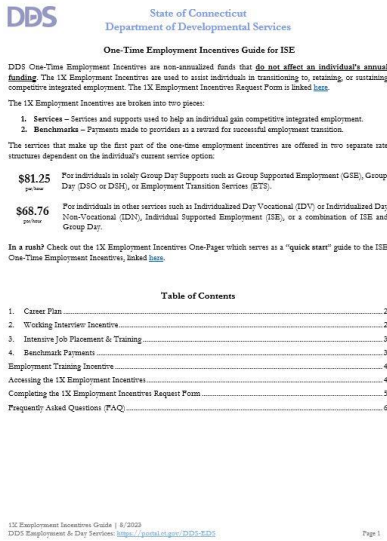 DDS
State of Connecticut
Department of Developmental Services
One-Time Employment Incentives Guide for ISE
DDS One-Time Employment Incentives are non-annualized funds that do not affect an individual's annual
funding. The 1X Employment Incentives are used to assist individuals in transitioning to, retaining, or sustaining
competitive integrated employment. The 1X Employment Incentives Request Form is linked here.
The 1X Employment Incentives are broken into two pieces:
1. Services – Services and supports used to help an individual gain competitive integrated employment.
2. Benchmarks – Payments made to providers as a reward for successful employment transition.
The services that make up the first part of the one-time employment incentives are offered in two separate rate
structures dependent on the individual's current service option:
$81.25
per/hour
For individuals in solely Group Day Supports such as Group Supported Employment (GSE), Group
Day (DSO or DSH), or Employment Transition Services (ETS).
$68.76
per/hour
For individuals in other services such as Individualized Day Vocational (IDV) or Individualized Day
Non-Vocational (IDN), Individual Supported Employment (ISE), or a combination of ISE and
Group Day.
In a rush? Check out the 1X Employment Incentives One-Pager which serves as a "quick start" guide to the ISE
One-Time Employment Incentives, linked here.
Table of Contents
1. Career Plan 2
2. Working Interview Incentive 2
3. Intensive Job Placement & Training 3
4. Benchmark Payments 3
Employment Training Incentive 4
Accessing the 1X Employment Incentives 4
Completing the 1X Employment Incentives Request Form 5
Frequently Asked Questions (FAQ) 6
1X Employment Incentives Guide | 8/2023
DDS Employment & Day Services: https://portal.ct.gov/DDS-EDS
Page 1